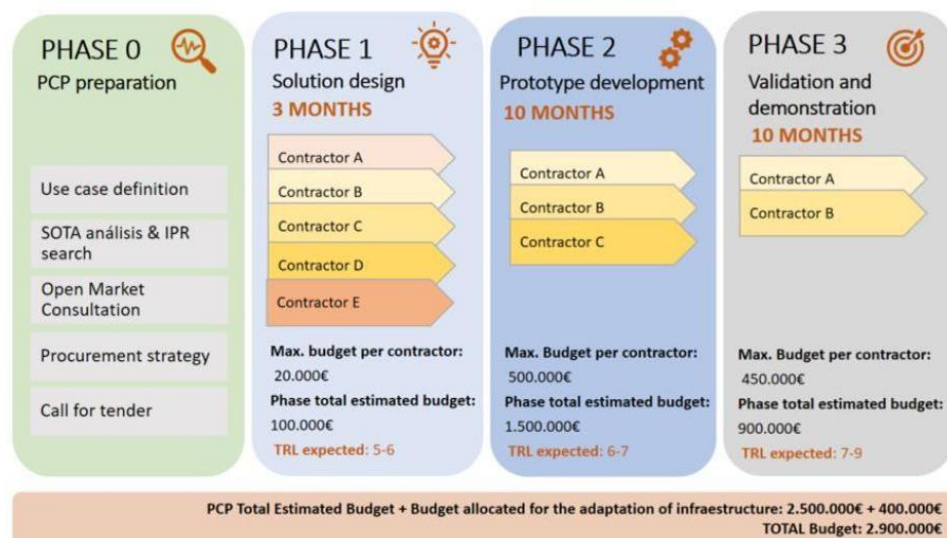 PHASE 0
PCP preparation
Use case definition
SOTA análisis & IPR
search
Open Market
Consultation
Procurement strategy
Call for tender
PHASE 1
Solution design
3 MONTHS
Contractor A
Contractor B
Contractor C
Contractor D
Contractor E
Max. budget per contractor:
20.000€
Phase total estimated budget:
100.000€
TRL expected: 5-6
PHASE 2
Prototype development
10 MONTHS
Contractor A
Contractor B
Contractor C
Max. Budget per contractor:
500.000€
Phase total estimated budget:
1.500.000€
TRL expected: 6-7
PHASE 3
Validation and
demonstration
10 MONTHS
Contractor A
Contractor B
Max. Budget per contractor:
450.000€
Phase total estimated budget:
900.000€
TRL expected: 7-9
PCP Total Estimated Budget + Budget allocated for the adaptation of infraestructure: 2.500.000€ + 400.000€
TOTAL Budget: 2.900.000€